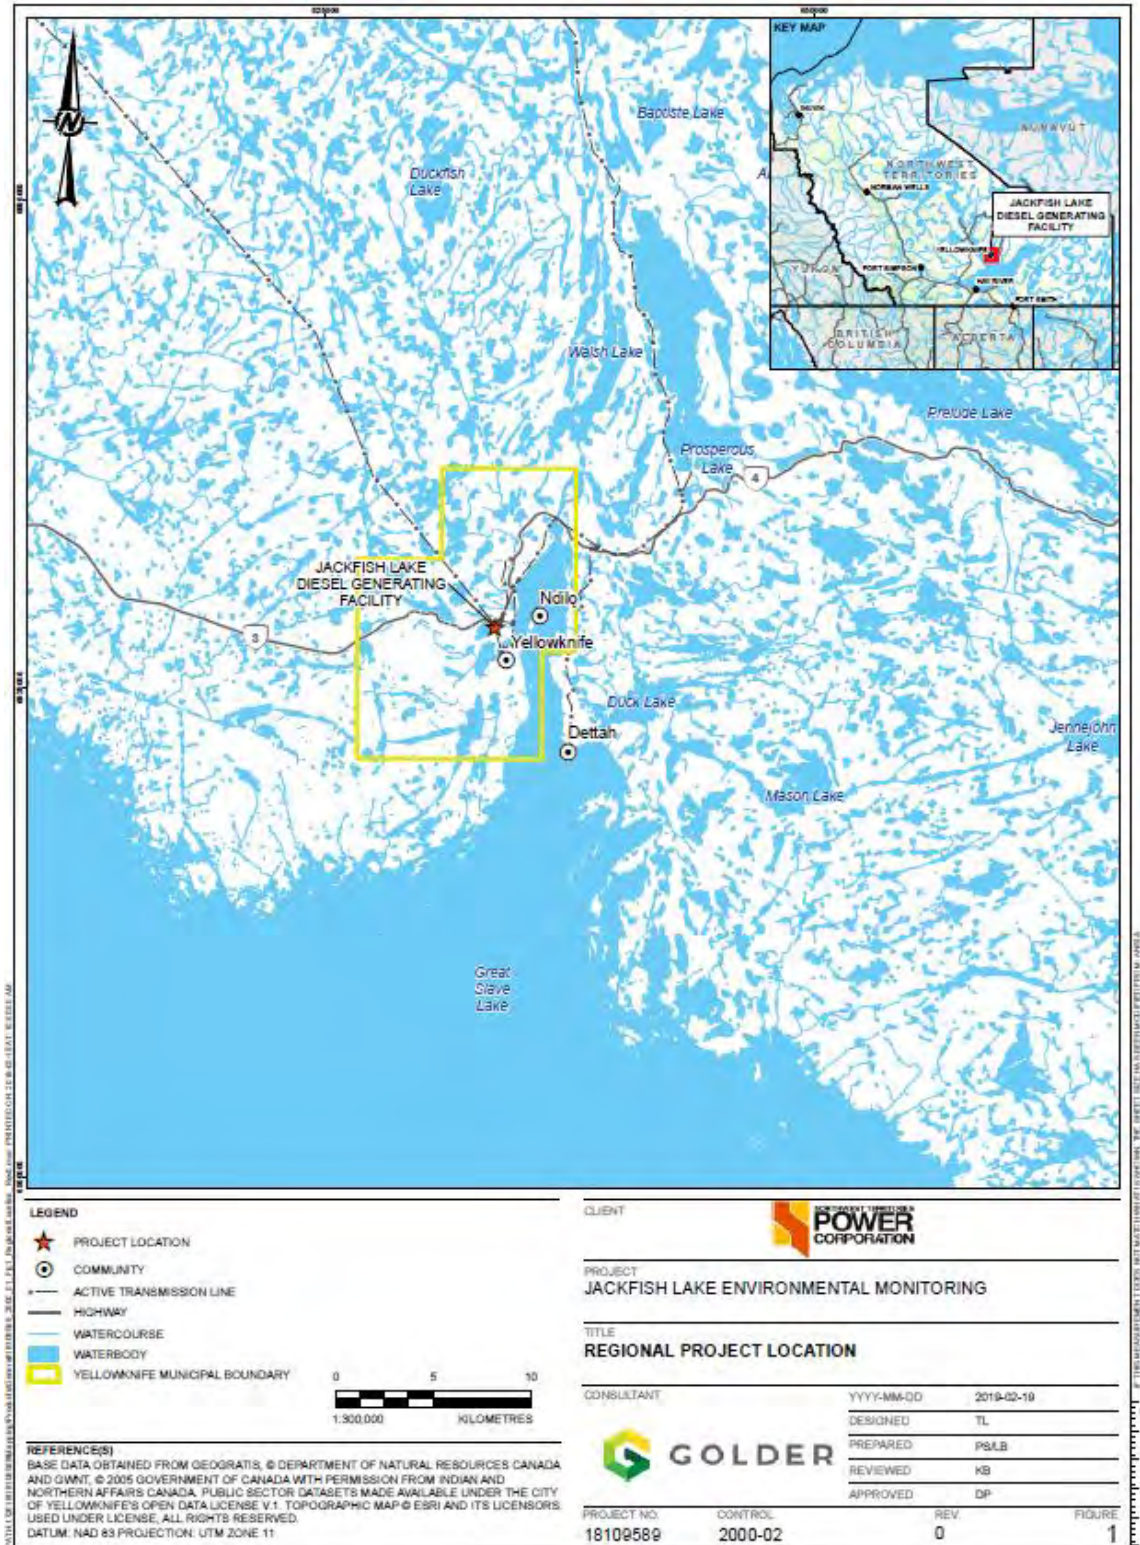 625000
650000
KEY MAP
Baptiste Lake
Duckfish
Lake
NUNAVUT
NORTHWEST
TERRITORIES
NORMAN WELLS
JACKFISH LAKE
DIESEL GENERATING
FACILITY
YELLOWKNIFE
YUKON
FORT SIMPSON
HAY RIVER
FORT SMITH
BRITISH
COLUMBIA
ALBERTA
Walsh Lake
Prelude Lake
Prosperous
Lake
4
JACKFISH LAKE
DIESEL GENERATING
FACILITY
Ndilo
3
Yellowknife
Duck Lake
Dettah
Jennejohn
Lake
Mason Lake
Great
Slave
Lake
LEGEND
PROJECT LOCATION
COMMUNITY
ACTIVE TRANSMISSION LINE
HIGHWAY
WATERCOURSE
WATERBODY
YELLOWKNIFE MUNICIPAL BOUNDARY
0 5 10
1:300,000 KILOMETRES
REFERENCE(S)
BASE DATA OBTAINED FROM GEOGRATIS, © DEPARTMENT OF NATURAL RESOURCES CANADA
AND GWNT, © 2005 GOVERNMENT OF CANADA WITH PERMISSION FROM INDIAN AND
NORTHERN AFFAIRS CANADA. PUBLIC SECTOR DATASETS MADE AVAILABLE UNDER THE CITY
OF YELLOWKNIFE'S OPEN DATA LICENSE V.1. TOPOGRAPHIC MAP © ESRI AND ITS LICENSORS.
USED UNDER LICENSE, ALL RIGHTS RESERVED.
DATUM: NAD 83 PROJECTION: UTM ZONE 11
CLIENT
NORTHWEST TERRITORIES
POWER
CORPORATION
PROJECT
JACKFISH LAKE ENVIRONMENTAL MONITORING
TITLE
REGIONAL PROJECT LOCATION
CONSULTANT
GOLDER
YYYY-MM-DD 2019-02-19
DESIGNED TL
PREPARED PS/LB
REVIEWED KB
APPROVED DP
PROJECT NO. CONTROL REV. FIGURE
18109589 2000-02 0 1